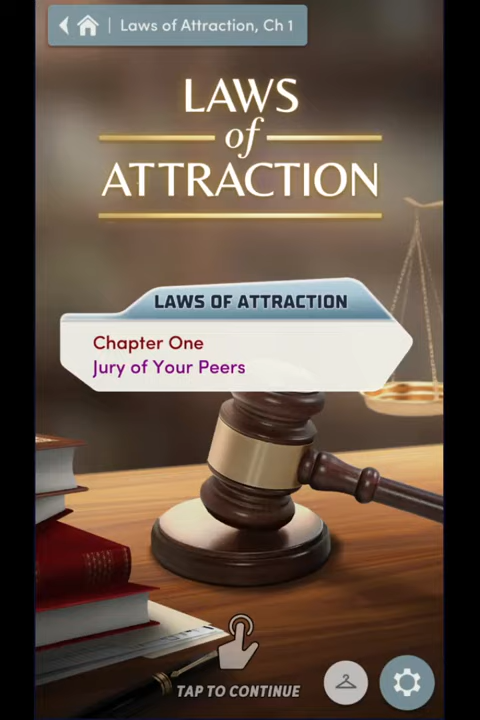 Laws of Attraction, Ch 1
LAWS
of
ATTRACTION
LAWS OF ATTRACTION
Chapter One
Jury of Your Peers
TAP TO CONTINUE